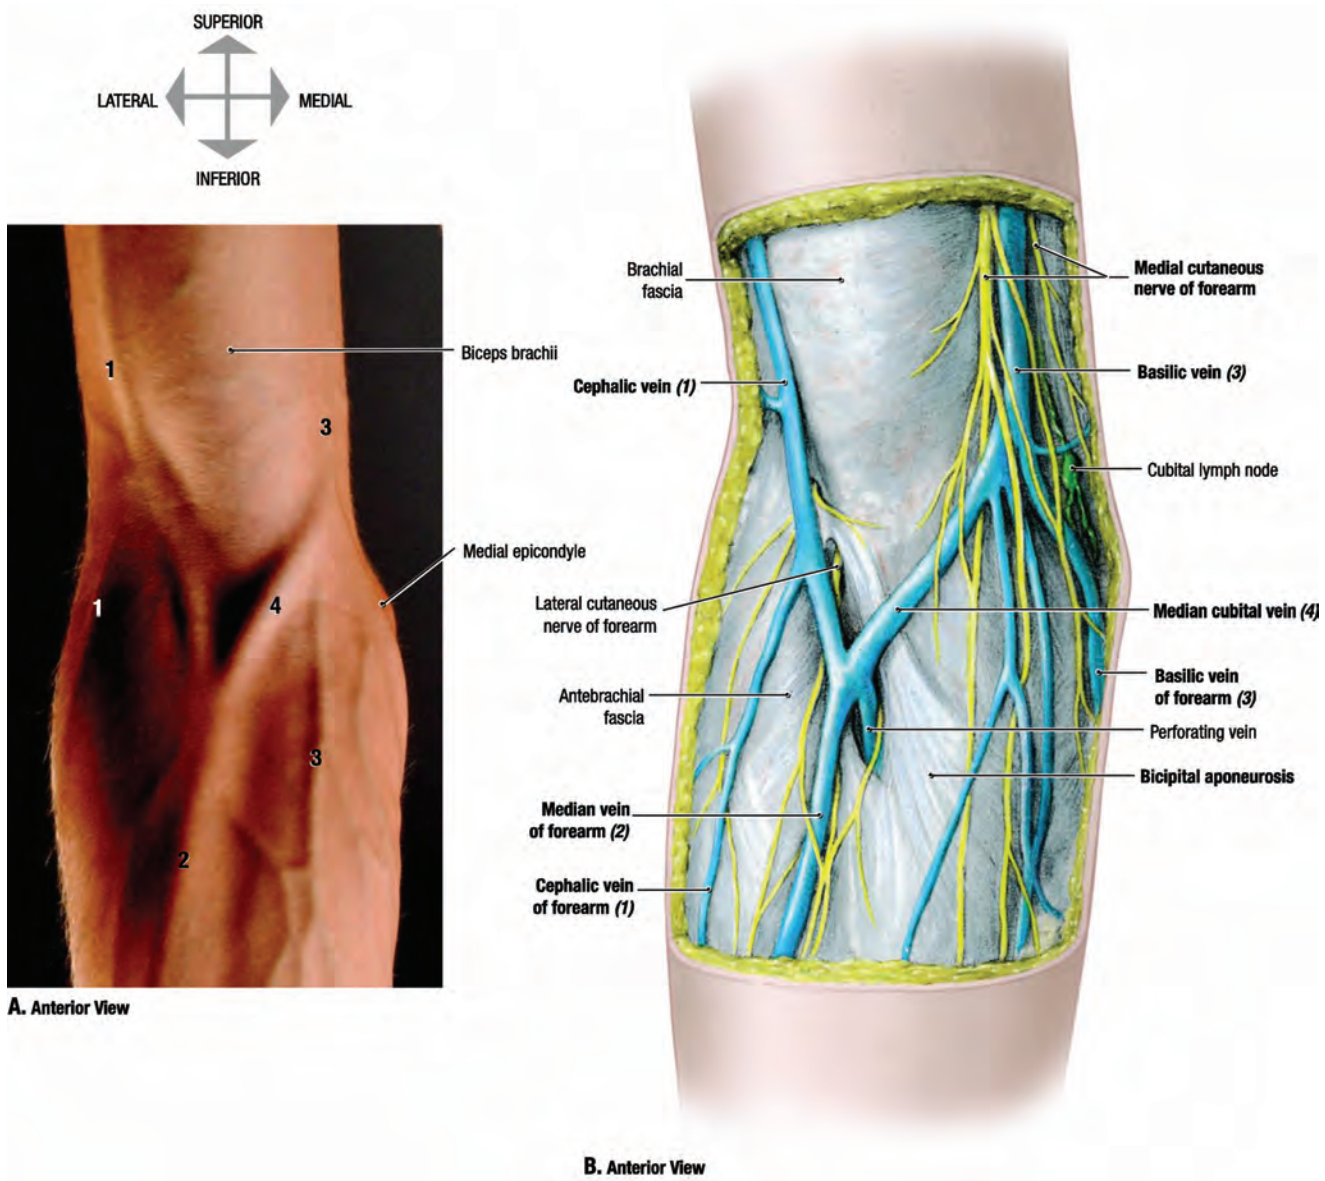 SUPERIOR
LATERAL
MEDIAL
INFERIOR
1
Biceps brachii
3
Medial epicondyle
1
4
3
2
A. Anterior View
Brachial
fascia
Cephalic vein (1)
Lateral cutaneous
nerve of forearm
Antebrachial
fascia
Median vein
of forearm (2)
Cephalic vein
of forearm (1)
Medial cutaneous
nerve of forearm
Basilic vein (3)
Cubital lymph node
Median cubital vein (4)
Basilic vein
of forearm (3)
Perforating vein
Bicipital aponeurosis
B. Anterior View